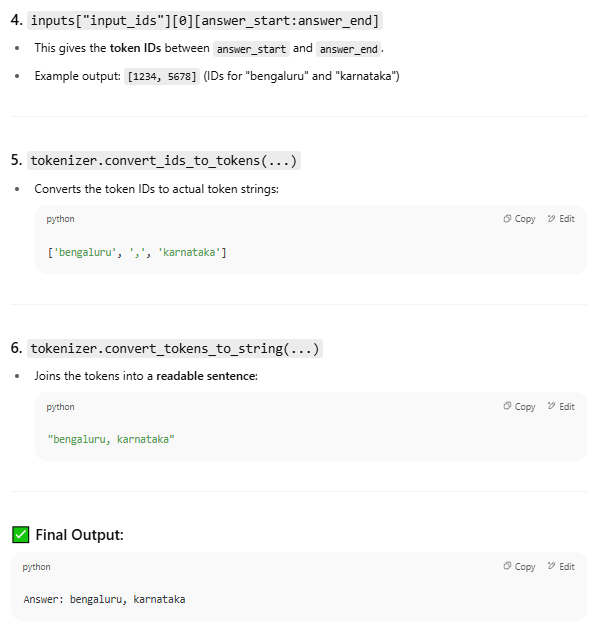 4. inputs["input_ids"][0][answer_start:answer_end]
• This gives the token IDs between answer_start and answer_end.
• Example output: [1234, 5678] (IDs for "bengaluru" and "karnataka")
5. tokenizer.convert_ids_to_tokens(...)
• Converts the token IDs to actual token strings:
python Copy Edit
['bengaluru', ',', 'karnataka']
6. tokenizer.convert_tokens_to_string(...)
• Joins the tokens into a readable sentence:
python Copy Edit
"bengaluru, karnataka"
✅ Final Output:
python Copy Edit
Answer: bengaluru, karnataka